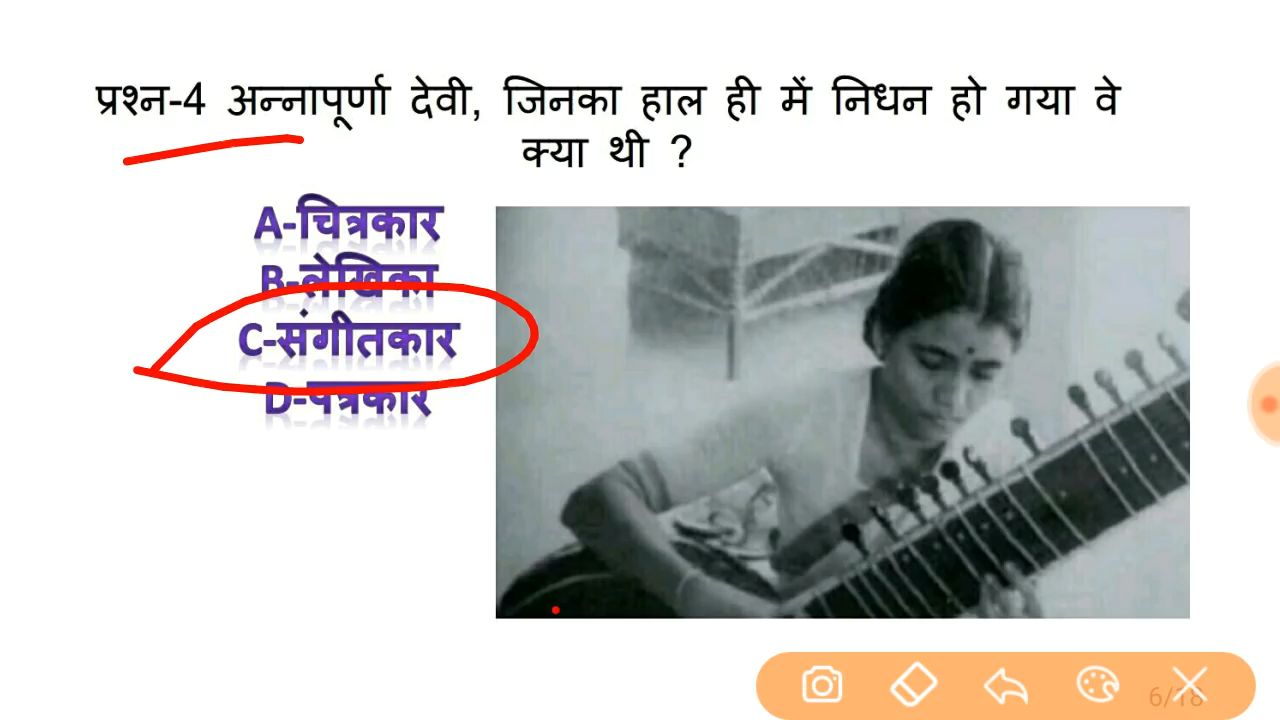 प्रश्न-4 अन्नापूर्णा देवी, जिनका हाल ही में निधन हो गया वे
क्या थी ?
A-चित्रकार
B-लेखिका
C-संगीतकार
D-पत्रकार
6/18